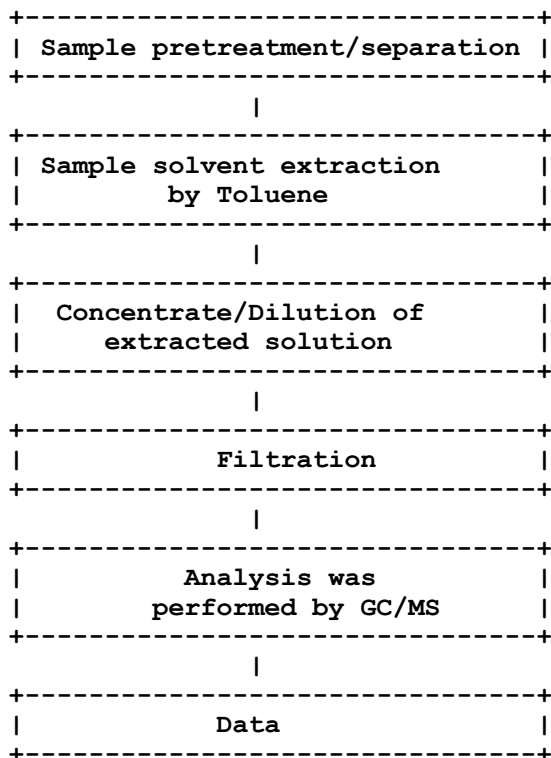 Sample pretreatment/separation
Sample solvent extraction
by Toluene
Concentrate/Dilution of
extracted solution
Filtration
Analysis was
performed by GC/MS
Data